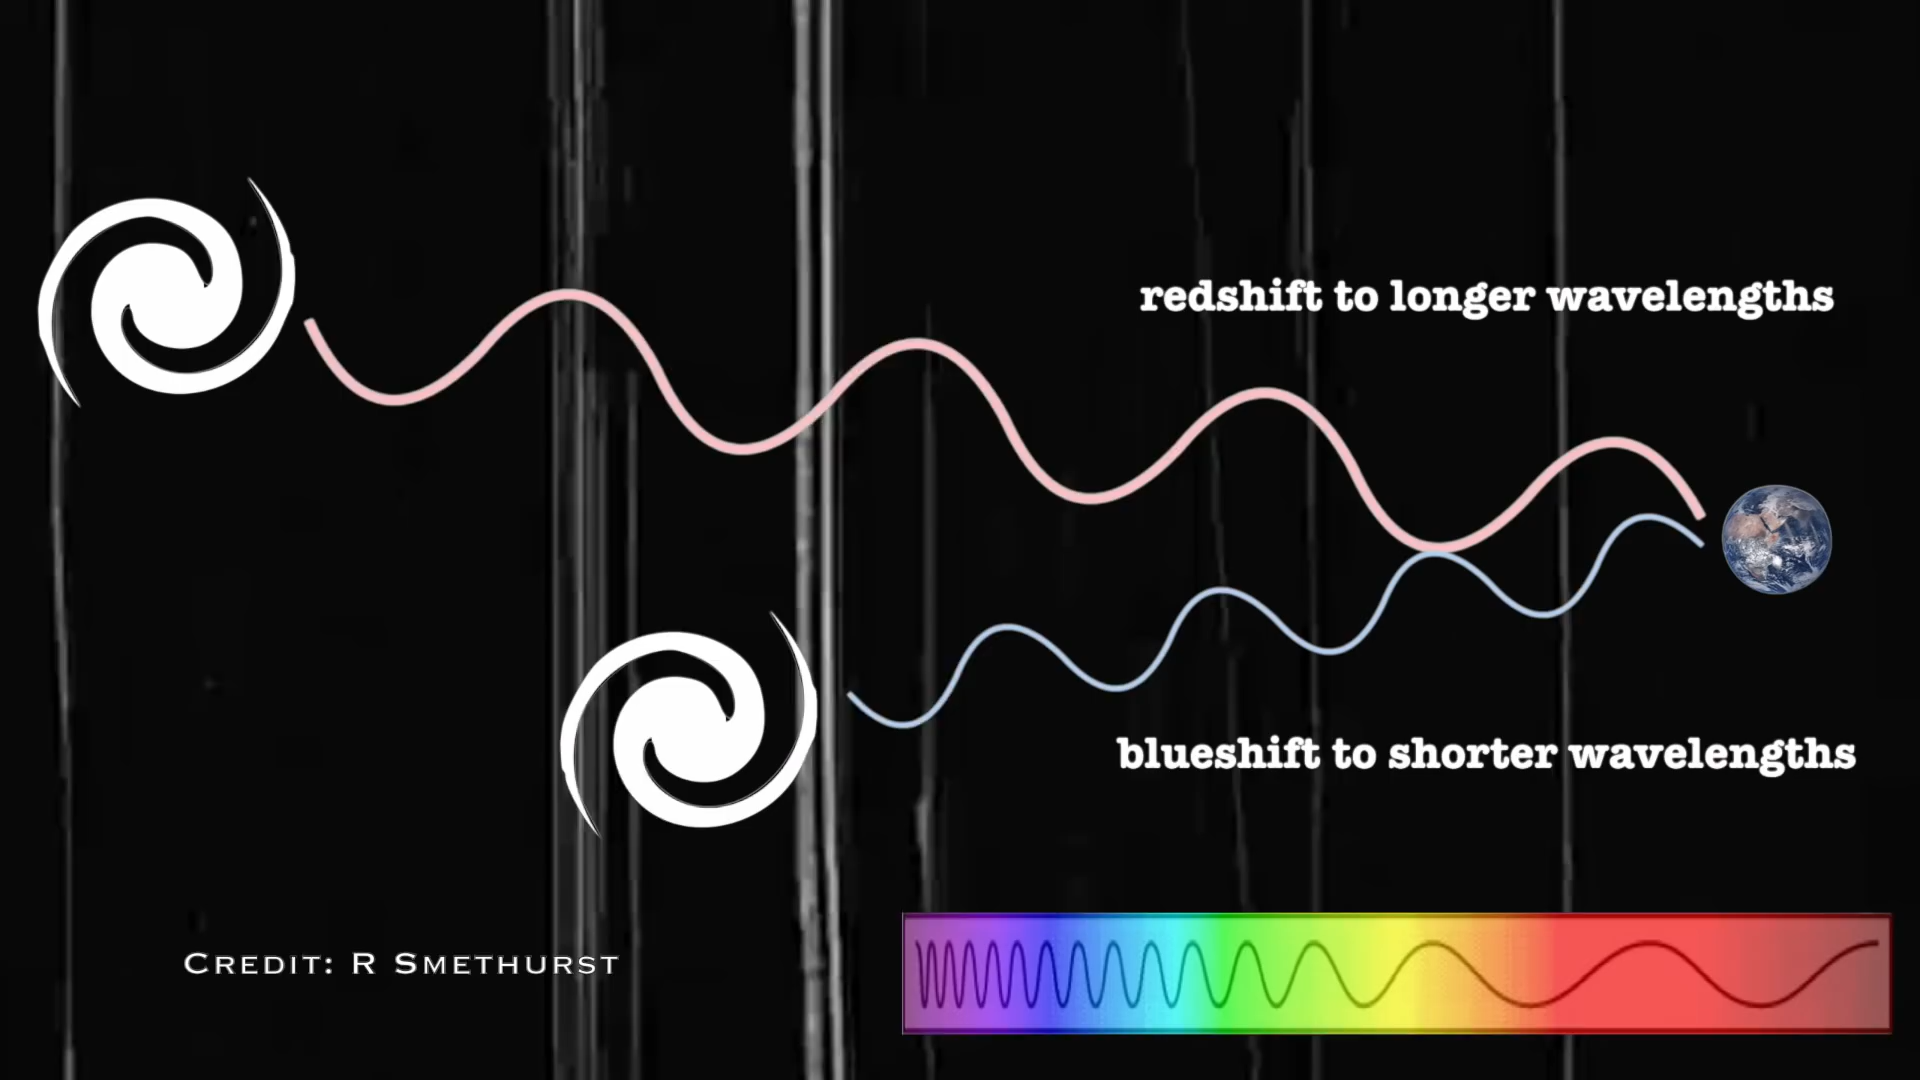 redshift to longer wavelengths
blueshift to shorter wavelengths
Credit: R Smethurst